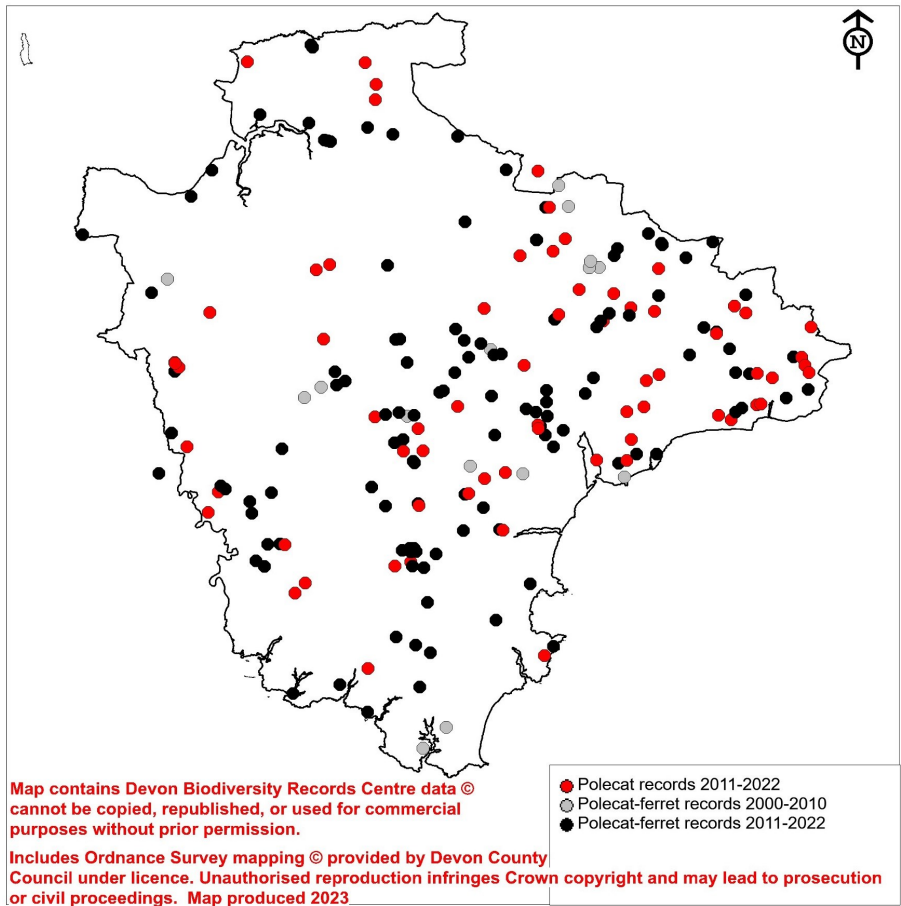 N
Polecat records 2011-2022
Polecat-ferret records 2000-2010
Polecat-ferret records 2011-2022
Map contains Devon Biodiversity Records Centre data ©
cannot be copied, republished, or used for commercial
purposes without prior permission.
Includes Ordnance Survey mapping © provided by Devon County
Council under licence. Unauthorised reproduction infringes Crown copyright and may lead to prosecution
or civil proceedings. Map produced 2023